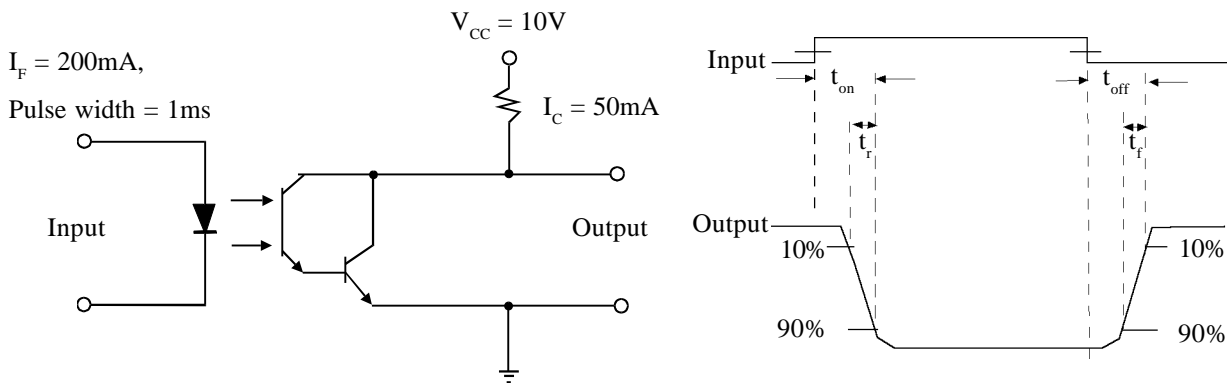 V_CC = 10V
I_F = 200mA,
Pulse width = 1ms
I_C = 50mA
Input
Output
Input
t_on
t_off
t_r
t_f
Output
10%
10%
90%
90%